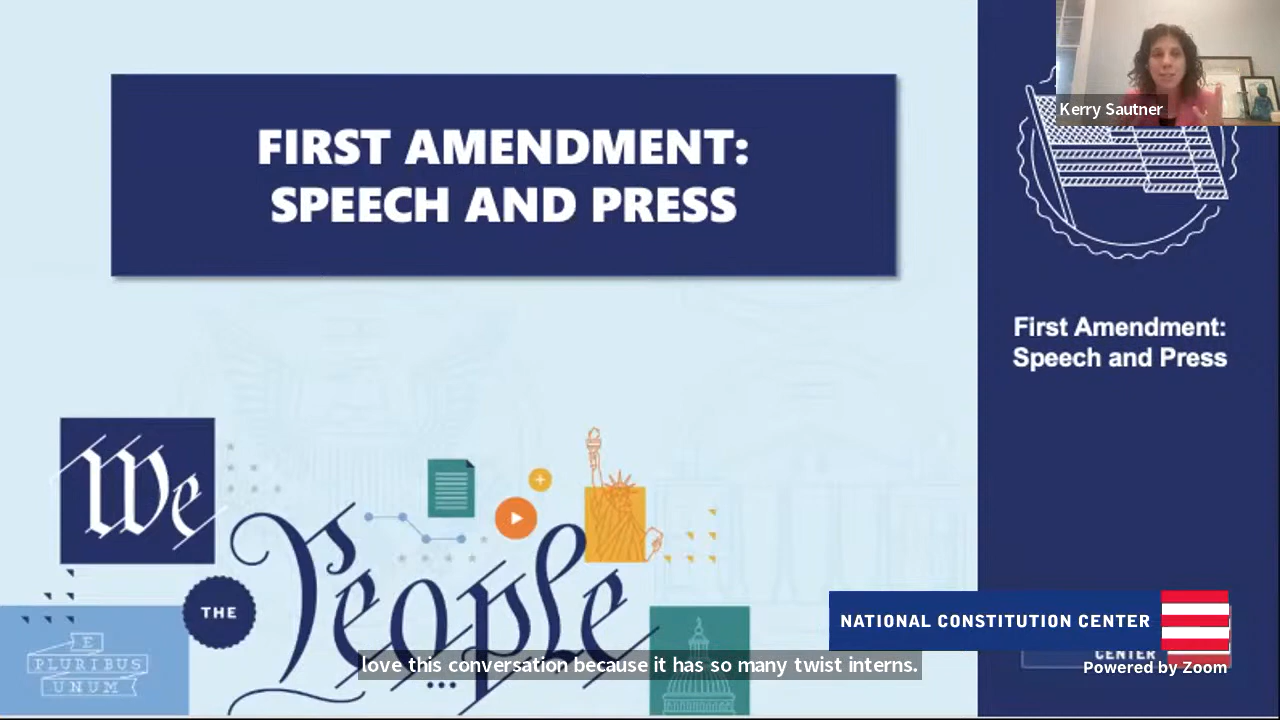 FIRST AMENDMENT:
SPEECH AND PRESS
Kerry Sautner
First Amendment:
Speech and Press
We
THE
People
E
PLURIBUS
UNUM
NATIONAL CONSTITUTION CENTER
CENTER
Powered by Zoom
love this conversation because it has so many twist interns.